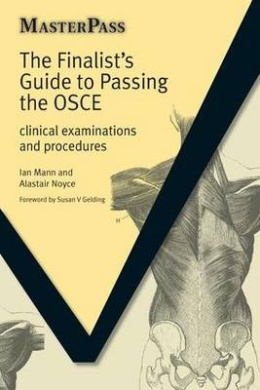 MASTERPASS
The Finalist's
Guide to Passing
the OSCE
clinical examinations
and procedures
Ian Mann and
Alastair Noyce
Foreword by Susan V Gelding